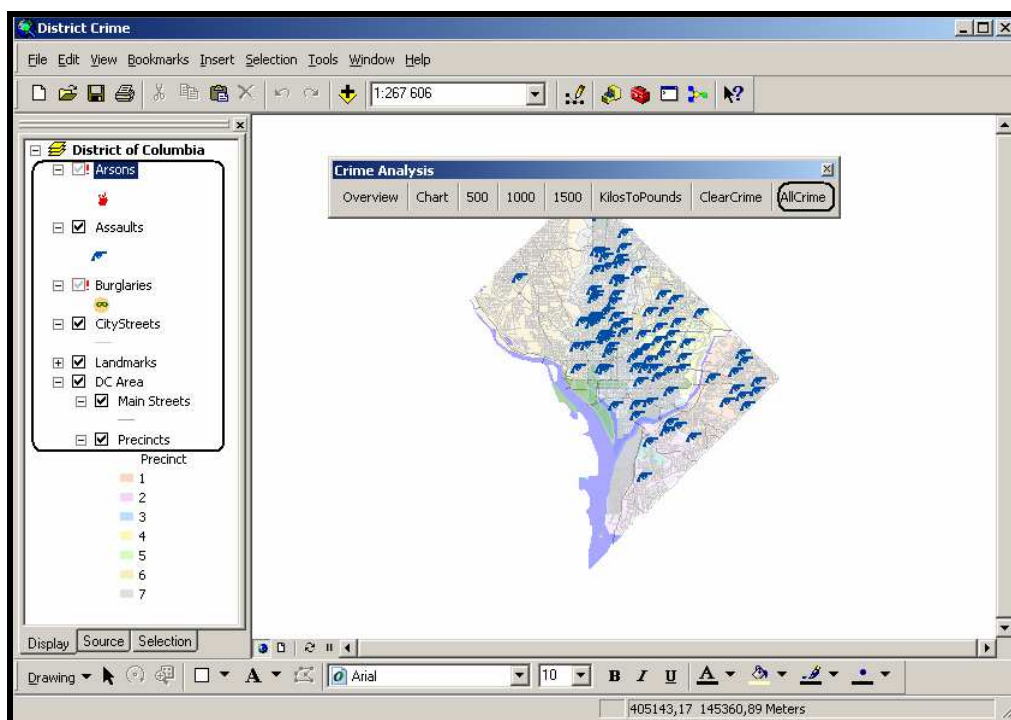 District Crime
File Edit View Bookmarks Insert Selection Tools Window Help
1:267 606
District of Columbia
Arsons
Assaults
Burglaries
CityStreets
Landmarks
DC Area
Main Streets
Precincts
Precinct
1
2
3
4
5
6
7
Crime Analysis
Overview Chart 500 1000 1500 KilosToPounds ClearCrime AllCrime
Display Source Selection
Drawing A Arial 10 B I U A
405143,17 145360,89 Meters